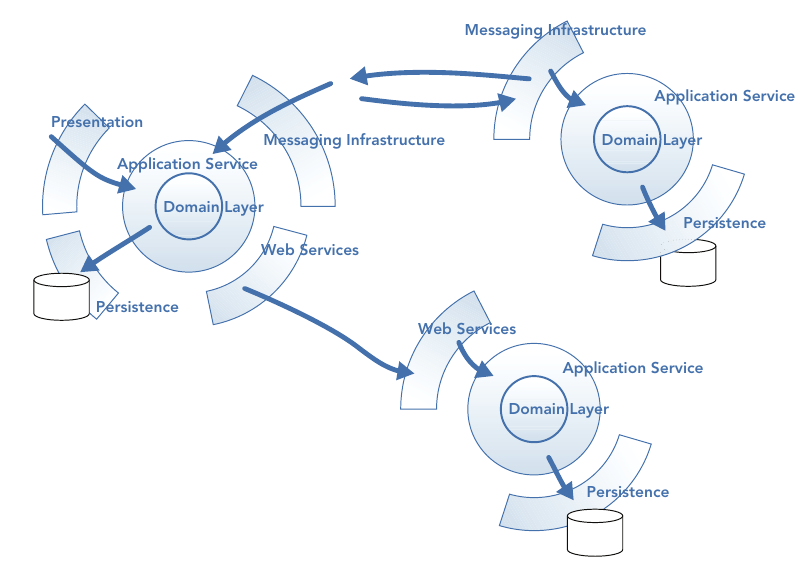 Messaging Infrastructure
Application Service
Domain Layer
Persistence
Presentation
Application Service
Messaging Infrastructure
Domain Layer
Web Services
Persistence
Web Services
Application Service
Domain Layer
Persistence